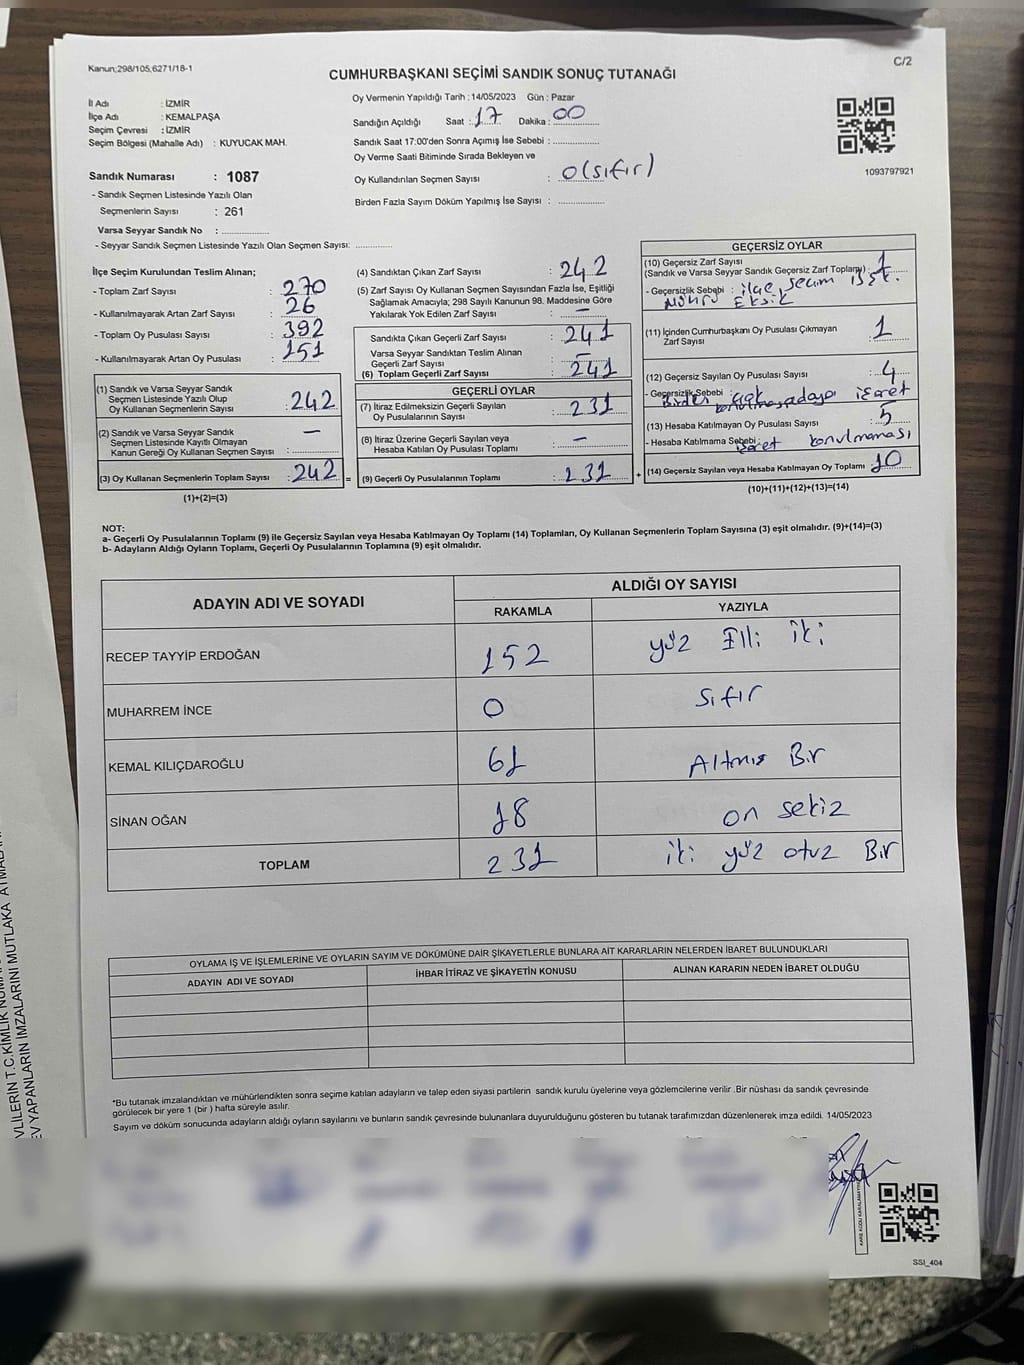 Kanun;298/105,6271/18-1
C/2
CUMHURBAŞKANI SEÇİMİ SANDIK SONUÇ TUTANAĞI
İl Adı : İZMİR
İlçe Adı : KEMALPAŞA
Seçim Çevresi : İZMİR
Seçim Bölgesi (Mahalle Adı) : KUYUCAK MAH.
Sandık Numarası : 1087
- Sandık Seçmen Listesinde Yazılı Olan
Seçmenlerin Sayısı : 261
Varsa Seyyar Sandık No :
- Seyyar Sandık Seçmen Listesinde Yazılı Olan Seçmen Sayısı:
Oy Vermenin Yapıldığı Tarih : 14/05/2023 Gün : Pazar
Sandığın Açıldığı Saat : 17 Dakika : 00
Sandık Saat 17:00'den Sonra Açımış İse Sebebi :
Oy Verme Saati Bitiminde Sırada Bekleyen ve
Oy Kullandırılan Seçmen Sayısı : 0 (sıfır)
Birden Fazla Sayım Döküm Yapılmış İse Sayısı :
1093797921
İlçe Seçim Kurulundan Teslim Alınan;
- Toplam Zarf Sayısı : 270
- Kullanılmayarak Artan Zarf Sayısı : 26
- Toplam Oy Pusulası Sayısı : 392
- Kullanılmayarak Artan Oy Pusulası : 151
(1) Sandık ve Varsa Seyyar Sandık
Seçmen Listesinde Yazılı Olup
Oy Kullanan Seçmenlerin Sayısı : 242
(2) Sandık ve Varsa Seyyar Sandık
Seçmen Listesinde Kayıtlı Olmayan
Kanun Gereği Oy Kullanan Seçmen Sayısı : —
(3) Oy Kullanan Seçmenlerin Toplam Sayısı : 242 =
(1)+(2)=(3)
(4) Sandıktan Çıkan Zarf Sayısı : 242
(5) Zarf Sayısı Oy Kullanan Seçmen Sayısından Fazla İse, Eşitliği
Sağlamak Amacıyla; 298 Sayılı Kanunun 98. Maddesine Göre
Yakılarak Yok Edilen Zarf Sayısı : —
Sandıkta Çıkan Geçerli Zarf Sayısı : 241
Varsa Seyyar Sandıktan Teslim Alınan
Geçerli Zarf Sayısı : —
(6) Toplam Geçerli Zarf Sayısı : 241
GEÇERLİ OYLAR
(7) İtiraz Edilmeksizin Geçerli Sayılan
Oy Pusulalarının Sayısı : 231
(8) İtiraz Üzerine Geçerli Sayılan veya
Hesaba Katılan Oy Pusulası Toplamı : —
(9) Geçerli Oy Pusulalarının Toplamı : 231 +
GEÇERSİZ OYLAR
(10) Geçersiz Zarf Sayısı
(Sandık ve Varsa Seyyar Sandık Geçersiz Zarf Toplamı) : 1
- Geçersizlik Sebebi : ilçe seçim
Mührü Eksik
(11) İçinden Cumhurbaşkanı Oy Pusulası Çıkmayan
Zarf Sayısı : 1
(12) Geçersiz Sayılan Oy Pusulası Sayısı : 4
- Geçersizlik Sebebi : Birden çok adaya işaret
konulması
(13) Hesaba Katılmayan Oy Pusulası Sayısı : 5
- Hesaba Katılmama Sebebi : işaret konulmaması
(14) Geçersiz Sayılan veya Hesaba Katılmayan Oy Toplamı : 10
(10)+(11)+(12)+(13)=(14)
NOT:
a- Geçerli Oy Pusulasının Toplamı (9) ile Geçersiz Sayılan veya Hesaba Katılmayan Oy Toplamı (14) Toplamları, Oy Kullanan Seçmenlerin Toplam Sayısına (3) eşit olmalıdır. (9)+(14)=(3)
b- Adayların Aldığı Oyların Toplamı, Geçerli Oy Pusulalarının Toplamına (9) eşit olmalıdır.
ADAYIN ADI VE SOYADI
ALDIĞI OY SAYISI
RAKAMLA YAZIYLA
RECEP TAYYİP ERDOĞAN 152 yüz Elli iki
MUHARREM İNCE 0 sıfır
KEMAL KILIÇDAROĞLU 61 Altmış Bir
SİNAN OĞAN 18 on sekiz
TOPLAM 231 iki yüz otuz Bir
OYLAMA İŞ VE İŞLEMLERİNE VE OYLARIN SAYIM VE DÖKÜMÜNE DAİR ŞİKAYETLERLE BUNLARA AİT KARARLARIN NELERDEN İBARET BULUNDUKLARI
ADAYIN ADI VE SOYADI İHBAR İTİRAZ VE ŞİKAYETİN KONUSU ALINAN KARARIN NEDEN İBARET OLDUĞU
*Bu tutanak imzalandıktan ve mühürlendikten sonra seçime katılan adayların ve talep eden siyasi partilerin sandık kurulu üyelerine veya gözlemcilerine verilir .Bir nüshası da sandık çevresinde
görülecek bir yere 1 (bir ) hafta süreyle asılır.
Sayım ve döküm sonucunda adayların aldığı oyların sayılarını ve bunların sandık çevresinde bulunanlara duyurulduğunu gösteren bu tutanak tarafımızdan düzenlenerek imza edildi. 14/05/2023
KARE KODU KARALAMAYINIZ
SSI_404